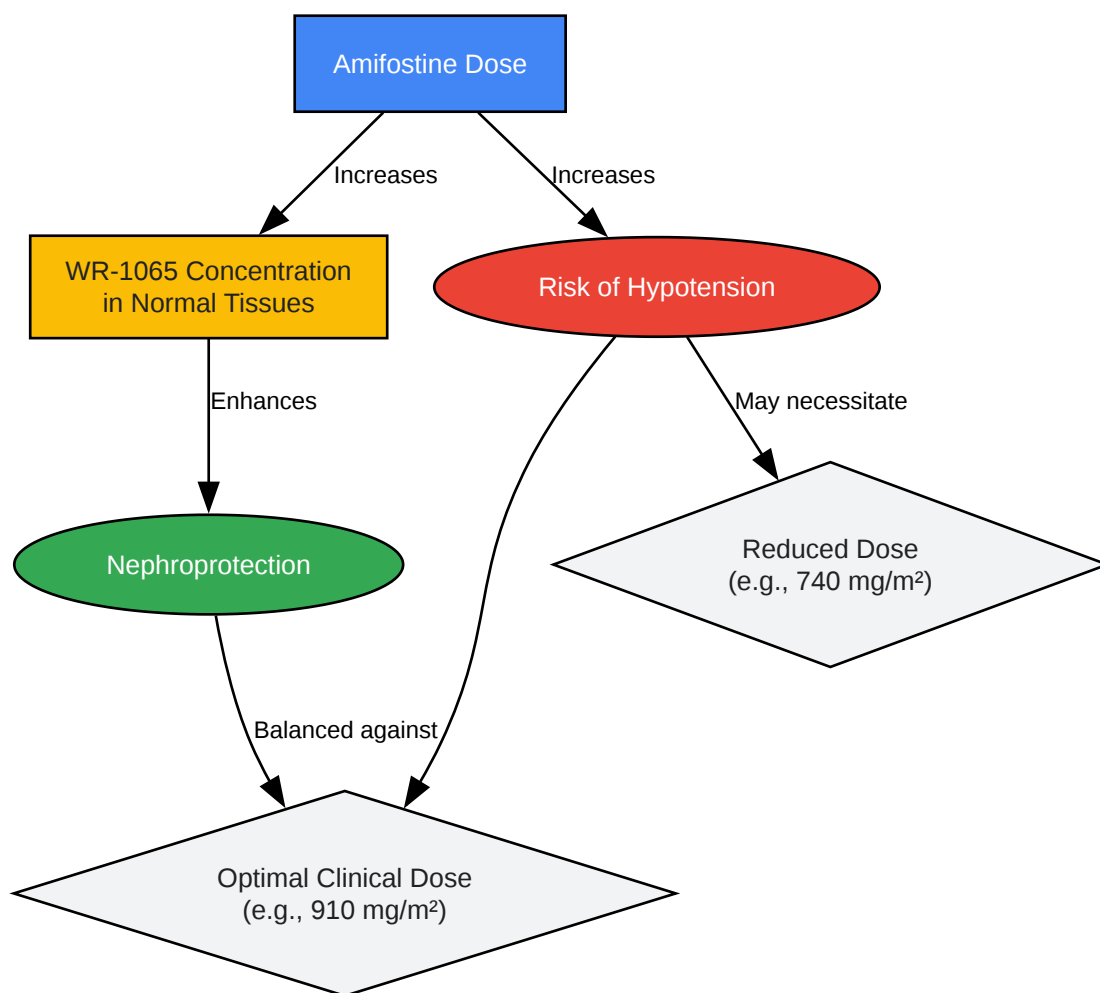 Amifostine Dose
Increases
Increases
WR-1065 Concentration
in Normal Tissues
Risk of Hypotension
Enhances
May necessitate
Nephroprotection
Reduced Dose
(e.g., 740 mg/m²)
Balanced against
Optimal Clinical Dose
(e.g., 910 mg/m²)